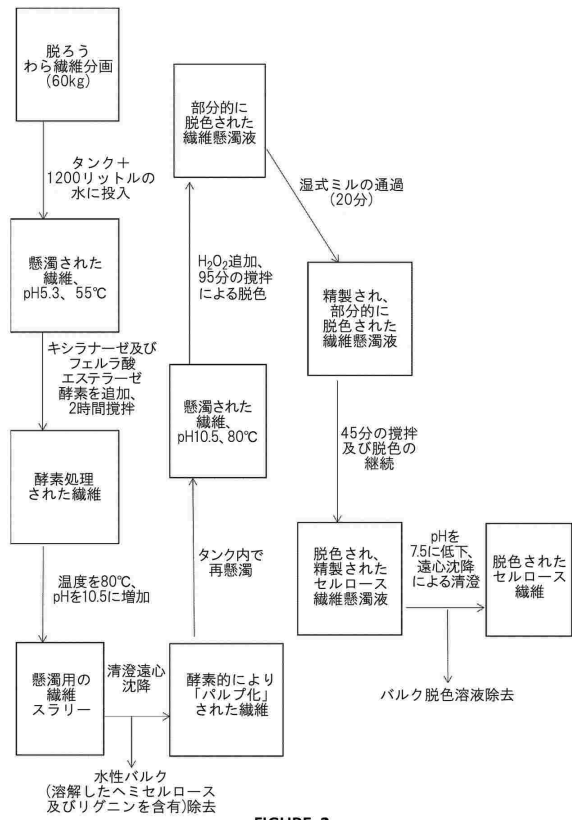 脱ろう
わら繊維分画
(60kg)
タンク＋
1200リットルの
水に投入
懸濁された
繊維、
pH5.3、55℃
キシラナーゼ及び
フェルラ酸
エステラーゼ
酵素を追加、
2時間撹拌
酵素処理
された繊維
温度を80℃、
pHを10.5に増加
懸濁用の
繊維
スラリー
清澄遠心
沈降
水性バルク
(溶解したヘミセルロース
及びリグニンを含有)除去
酵素的により
「パルプ化」
された繊維
タンク内で
再懸濁
懸濁された
繊維、
pH10.5、80℃
H₂O₂追加、
95分の撹拌
による脱色
部分的に
脱色された
繊維懸濁液
湿式ミルの通過
(20分)
精製され、
部分的に
脱色された
繊維懸濁液
45分の撹拌
及び脱色の
継続
脱色され、
精製された
セルロース
繊維懸濁液
pHを
7.5に低下、
遠心沈降
による清澄
バルク脱色溶液除去
脱色された
セルロース
繊維